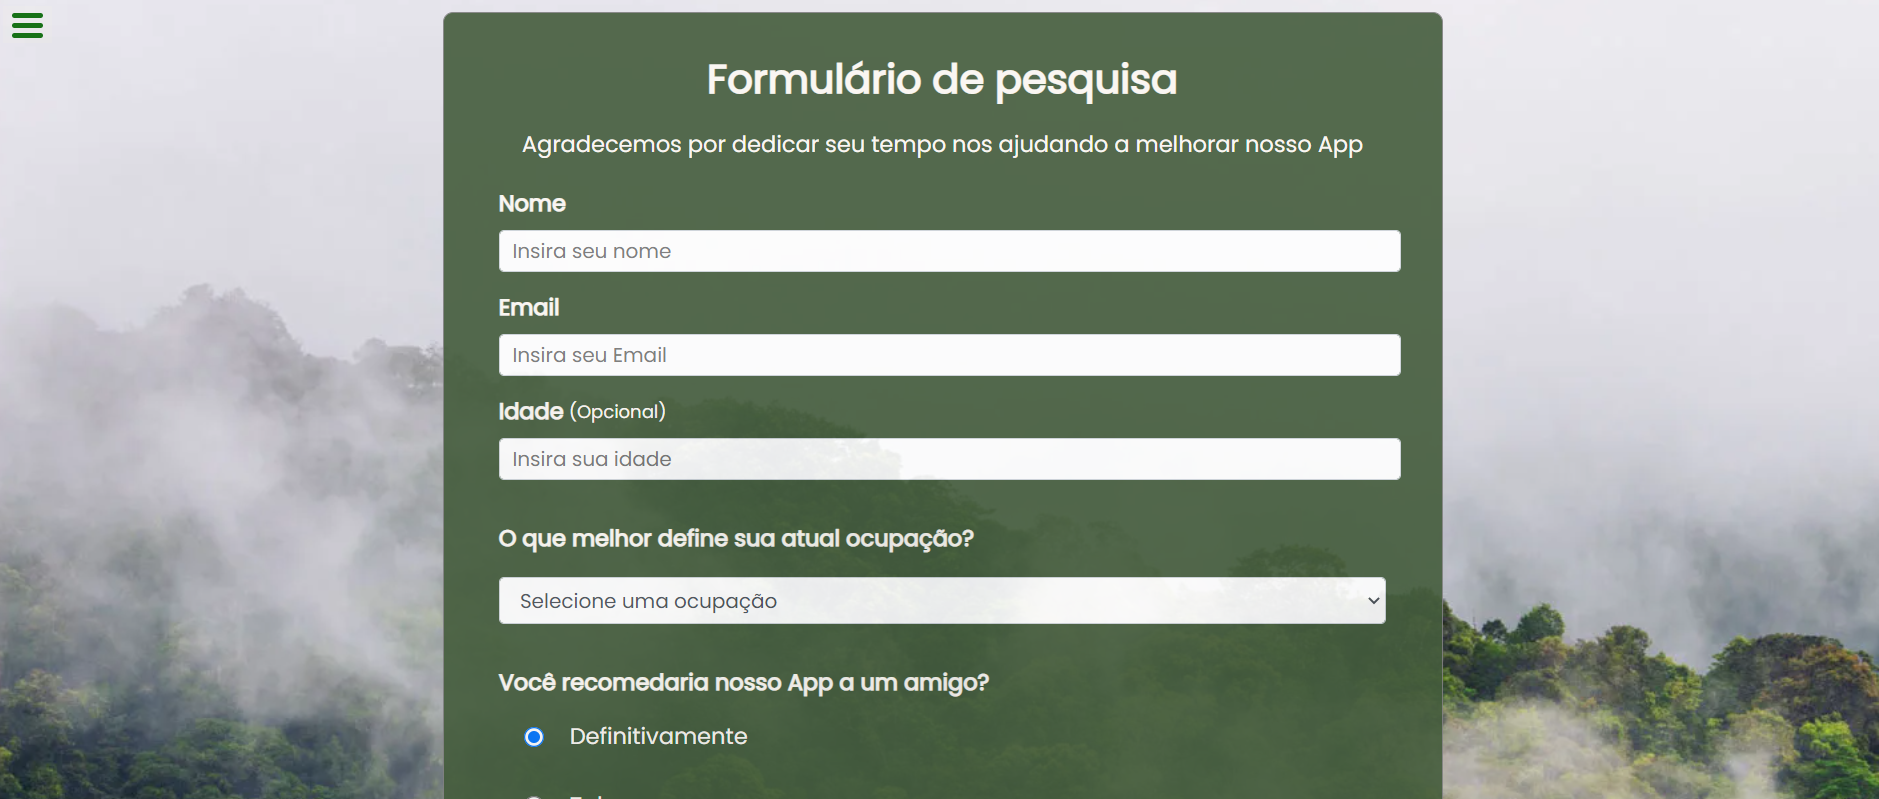 Formulário de pesquisa
Agradecemos por dedicar seu tempo nos ajudando a melhorar nosso App
Nome
Insira seu nome
Email
Insira seu Email
Idade (Opcional)
Insira sua idade
O que melhor define sua atual ocupação?
Selecione uma ocupação
Você recomedaria nosso App a um amigo?
Definitivamente